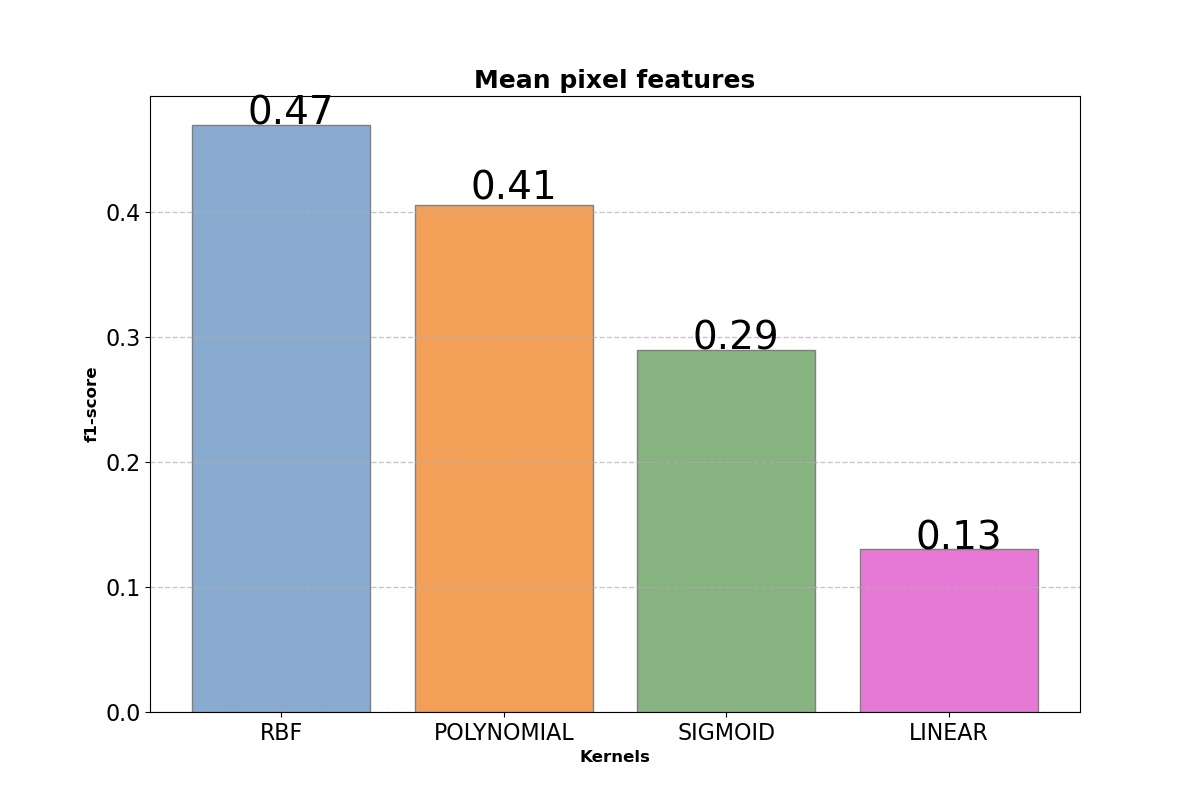 Mean pixel features
0.47
0.41
0.29
0.13
f1-score
0.4
0.3
0.2
0.1
0.0
RBF
POLYNOMIAL
SIGMOID
LINEAR
Kernels